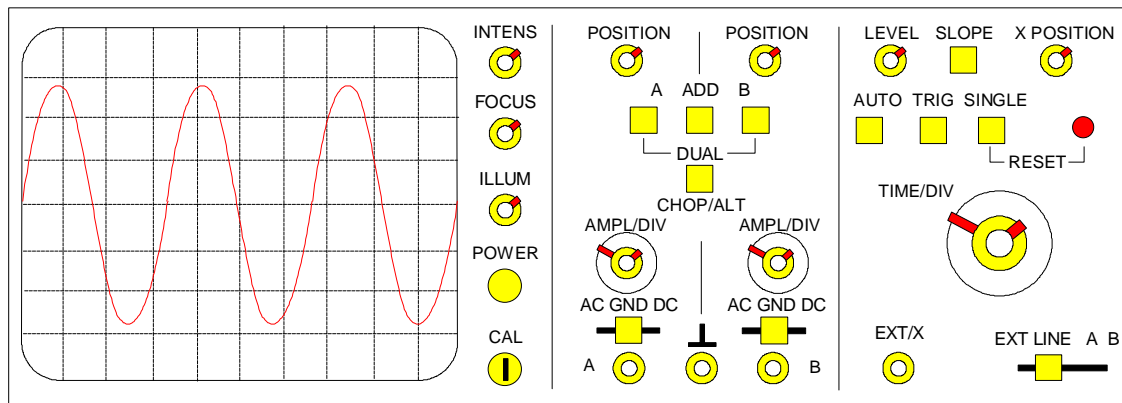 INTENS
FOCUS
ILLUM
POWER
CAL
POSITION POSITION
A ADD B
DUAL
CHOP/ALT
AMPL/DIV AMPL/DIV
AC GND DC AC GND DC
A B
LEVEL SLOPE X POSITION
AUTO TRIG SINGLE
RESET
TIME/DIV
EXT/X EXT LINE A B